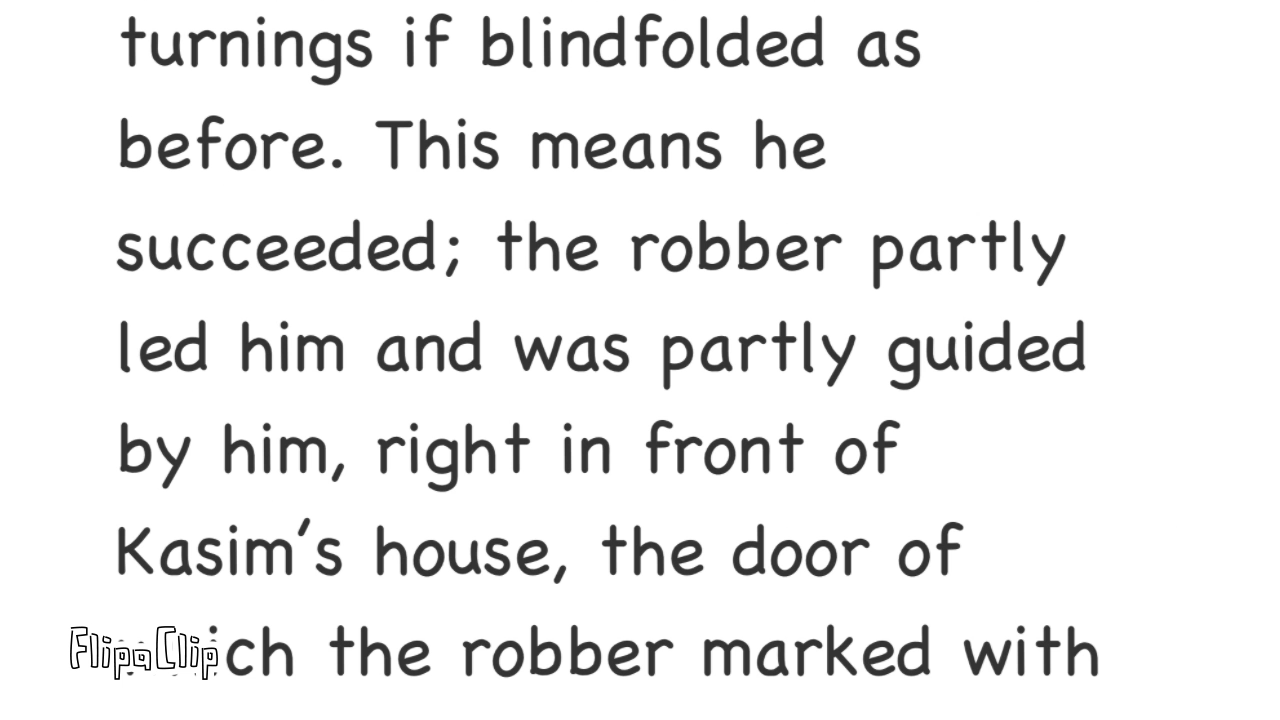 turnings if blindfolded as
before. This means he
succeeded; the robber partly
led him and was partly guided
by him, right in front of
Kasim's house, the door of
FlipaClip
the robber marked with